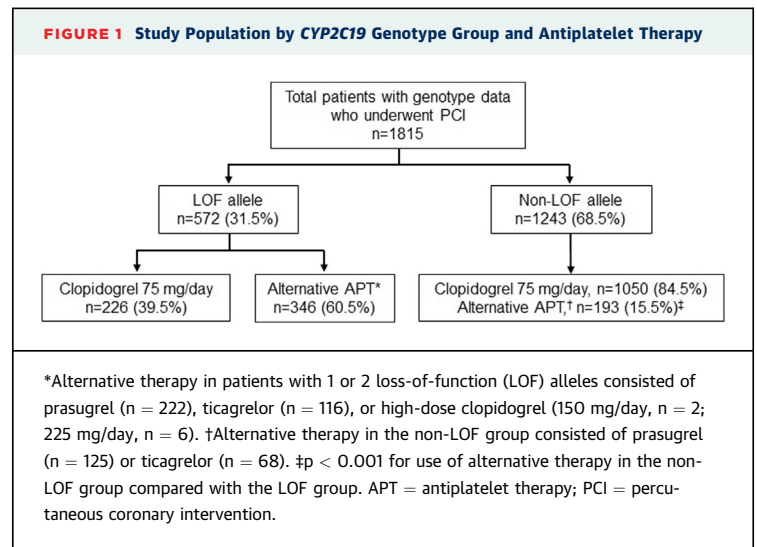 FIGURE 1 Study Population by CYP2C19 Genotype Group and Antiplatelet Therapy
Total patients with genotype data
who underwent PCI
n=1815
LOF allele
n=572 (31.5%)
Non-LOF allele
n=1243 (68.5%)
Clopidogrel 75 mg/day
n=226 (39.5%)
Alternative APT*
n=346 (60.5%)
Clopidogrel 75 mg/day, n=1050 (84.5%)
Alternative APT,† n=193 (15.5%)‡
*Alternative therapy in patients with 1 or 2 loss-of-function (LOF) alleles consisted of
prasugrel (n = 222), ticagrelor (n = 116), or high-dose clopidogrel (150 mg/day, n = 2;
225 mg/day, n = 6). †Alternative therapy in the non-LOF group consisted of prasugrel
(n = 125) or ticagrelor (n = 68). ‡p < 0.001 for use of alternative therapy in the non-
LOF group compared with the LOF group. APT = antiplatelet therapy; PCI = percu-
taneous coronary intervention.